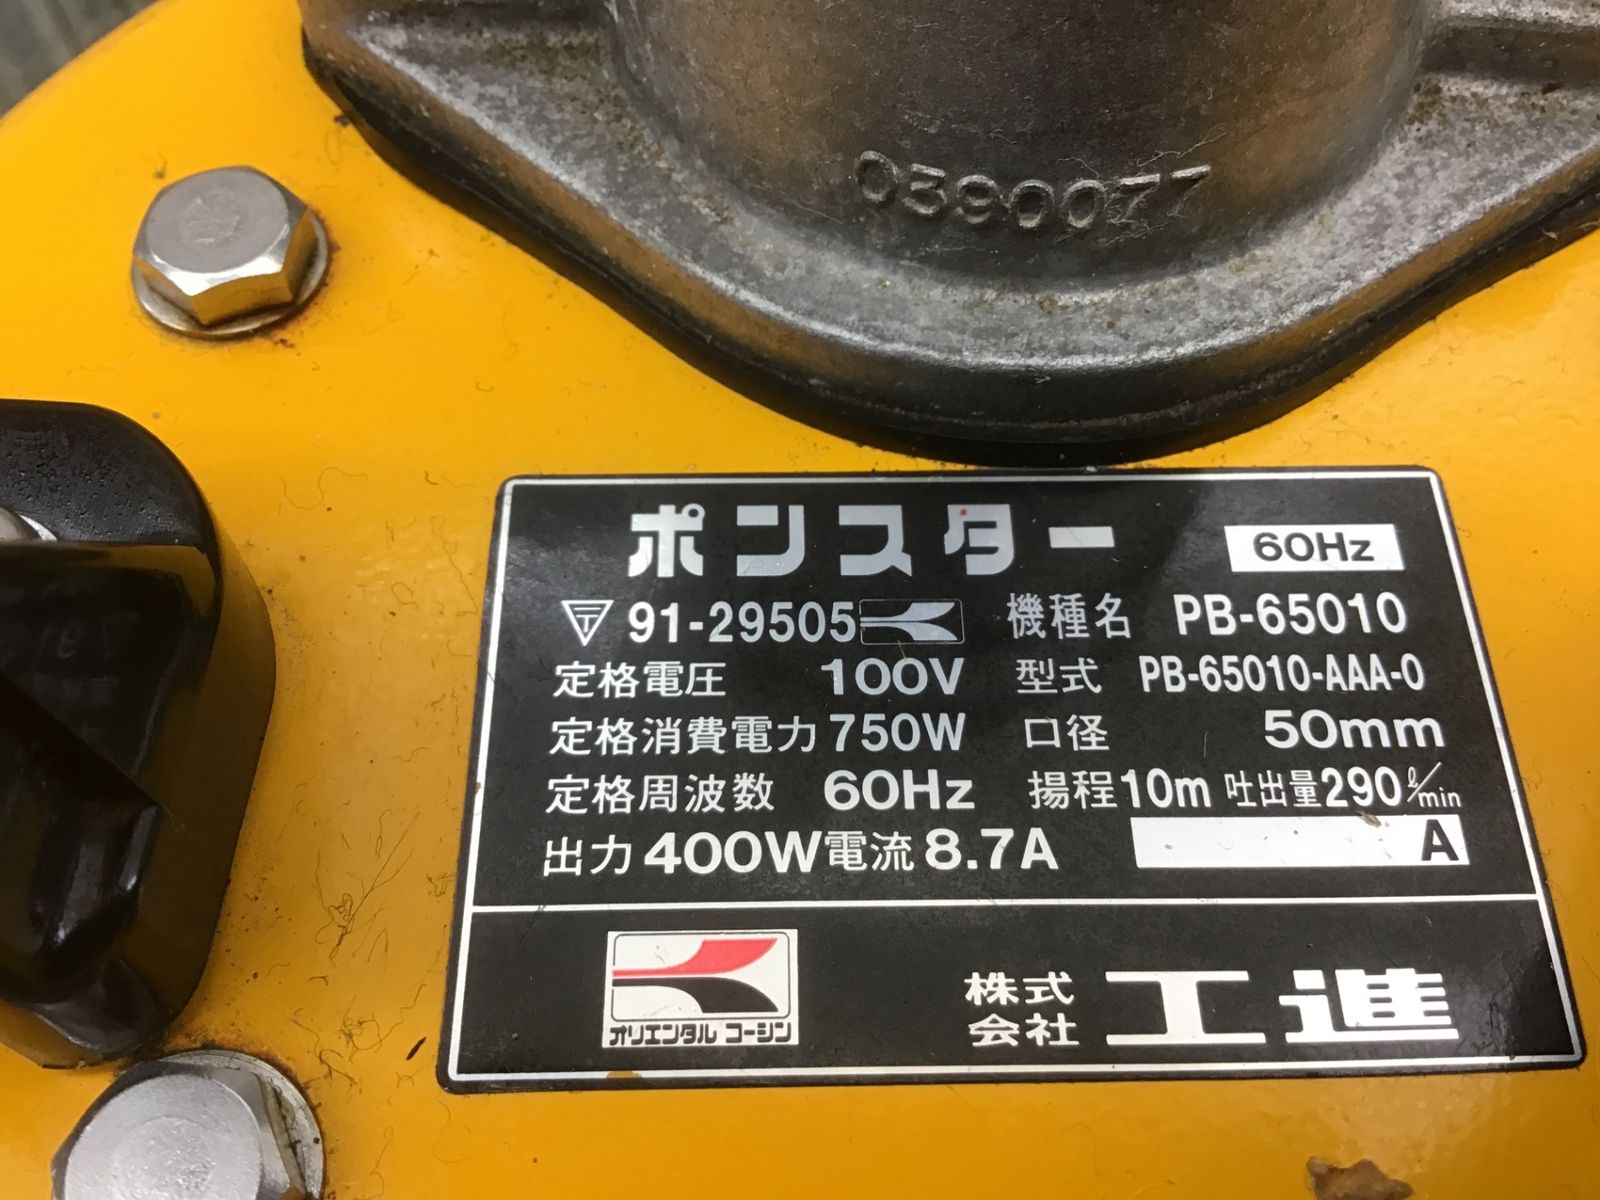 0390077
ポンスター 60Hz
〒 91-29505 機種名 PB-65010
定格電圧 100V 型式 PB-65010-AAA-0
定格消費電力 750W 口径 50mm
定格周波数 60Hz 揚程 10m 吐出量 290ℓ/min
出力 400W 電流 8.7A A
オリエンタル コーシン
株式会社 工進